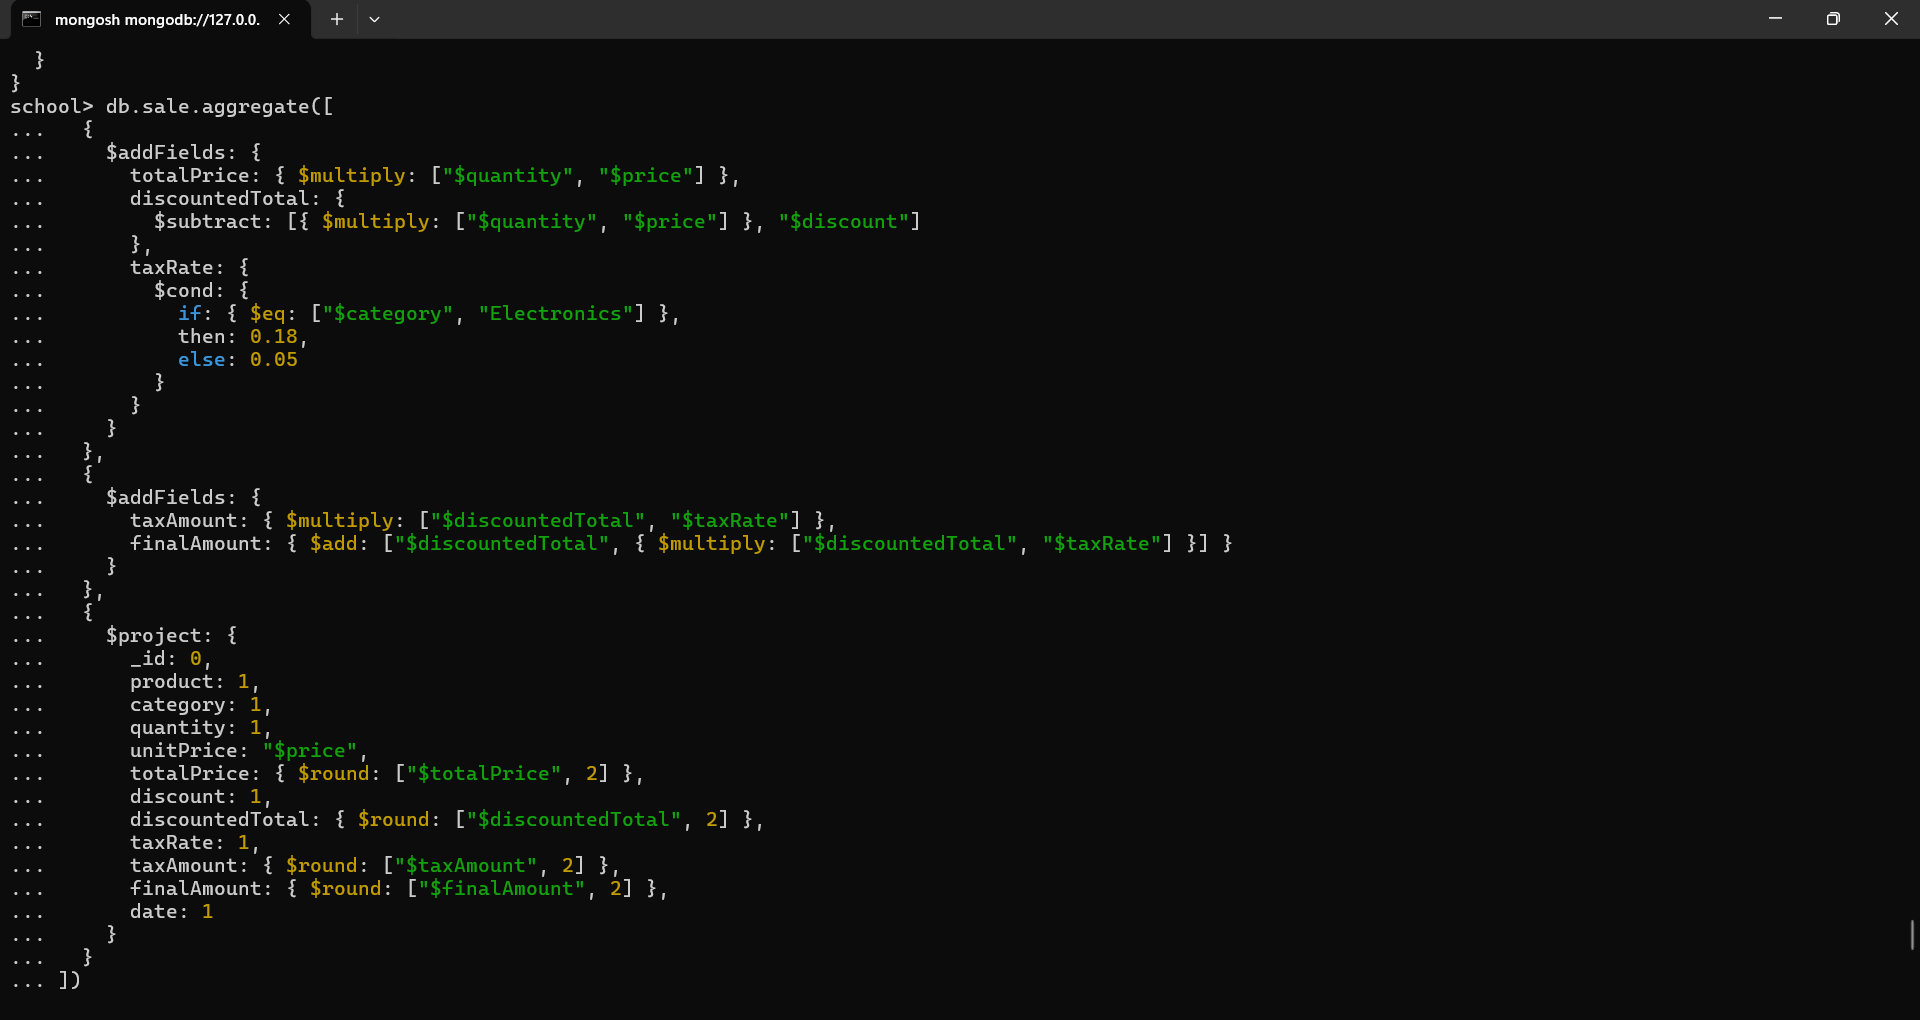 mongosh mongodb://127.0.0.
  }
}
school> db.sale.aggregate([
...   {
...     $addFields: {
...       totalPrice: { $multiply: ["$quantity", "$price"] },
...       discountedTotal: {
...         $subtract: [{ $multiply: ["$quantity", "$price"] }, "$discount"]
...       },
...       taxRate: {
...         $cond: {
...           if: { $eq: ["$category", "Electronics"] },
...           then: 0.18,
...           else: 0.05
...         }
...       }
...     }
...   },
...   {
...     $addFields: {
...       taxAmount: { $multiply: ["$discountedTotal", "$taxRate"] },
...       finalAmount: { $add: ["$discountedTotal", { $multiply: ["$discountedTotal", "$taxRate"] }] }
...     }
...   },
...   {
...     $project: {
...       _id: 0,
...       product: 1,
...       category: 1,
...       quantity: 1,
...       unitPrice: "$price",
...       totalPrice: { $round: ["$totalPrice", 2] },
...       discount: 1,
...       discountedTotal: { $round: ["$discountedTotal", 2] },
...       taxRate: 1,
...       taxAmount: { $round: ["$taxAmount", 2] },
...       finalAmount: { $round: ["$finalAmount", 2] },
...       date: 1
...     }
...   }
... ])